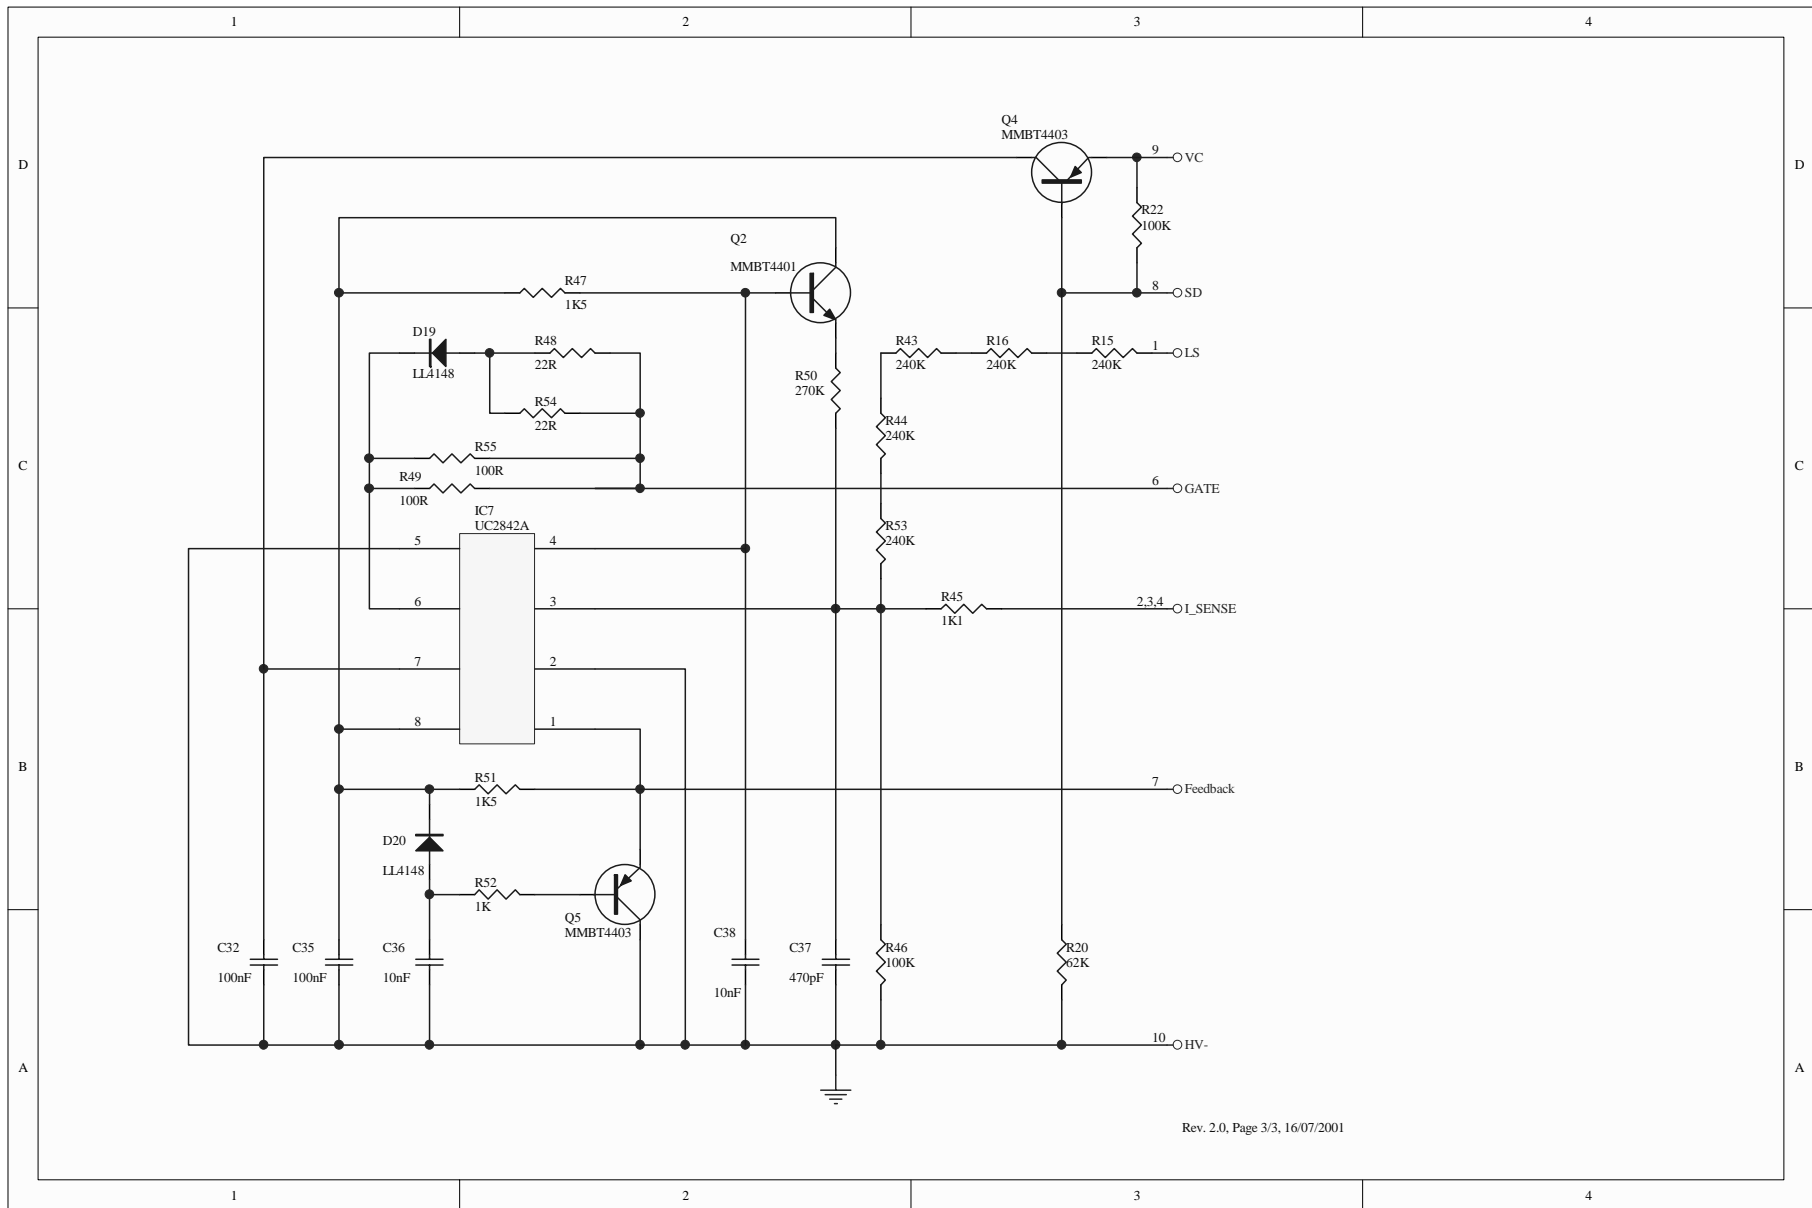 1 2 3 4
D D
Q4
MMBT4403
9 VC
R22
100K
Q2
MMBT4401
R47
1K5
8 SD
D19
LL4148
R48
22R
R43
240K
R16
240K
R15
240K
1 LS
R50
270K
R54
22R
R44
240K
C C
R55
100R
R49
100R
6 GATE
IC7
UC2842A
R53
240K
5 4
6 3
R45
1K1
2,3,4 I_SENSE
7 2
8 1
B B
R51
1K5
7 Feedback
D20
LL4148
R52
1K
Q5
MMBT4403
C32
100nF
C35
100nF
C36
10nF
C38
10nF
C37
470pF
R46
100K
R20
62K
10 HV-
A A
Rev. 2.0, Page 3/3, 16/07/2001
1 2 3 4